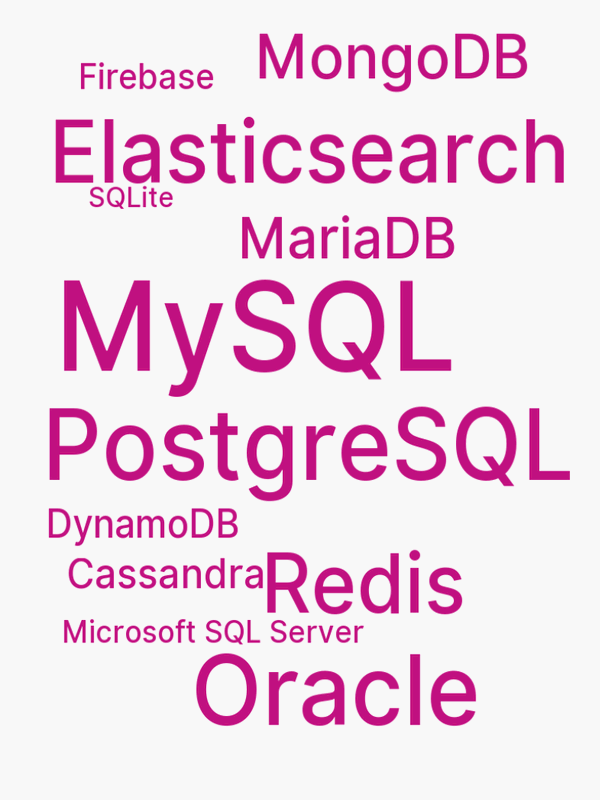 MongoDB
Firebase
Elasticsearch
SQLite
MariaDB
MySQL
PostgreSQL
DynamoDB
Cassandra
Redis
Microsoft SQL Server
Oracle